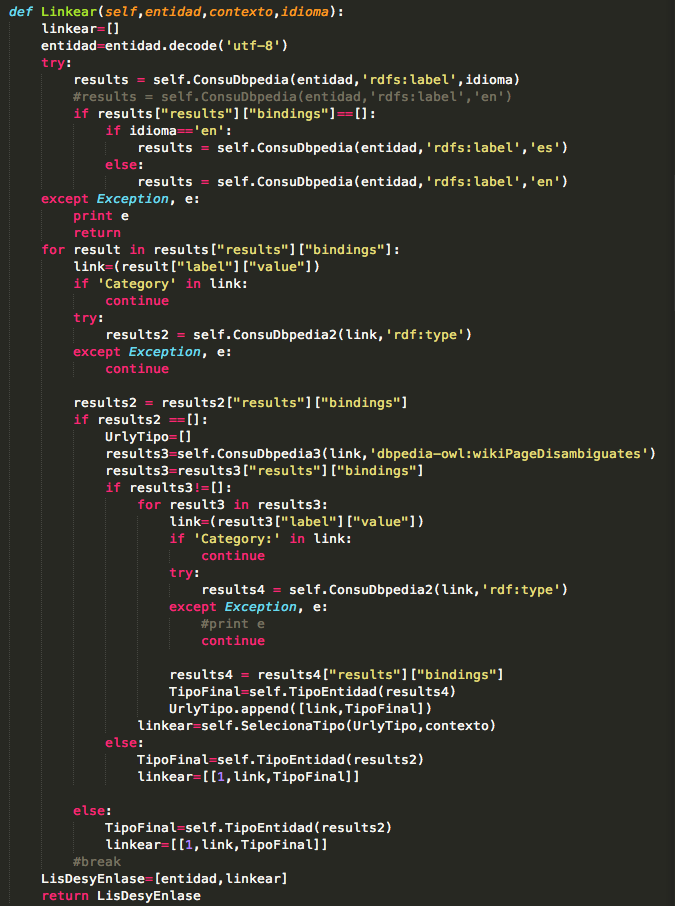 def Linkear(self,entidad,contexto,idioma):
    linkear=[]
    entidad=entidad.decode('utf-8')
    try:
        results = self.ConsuDbpedia(entidad,'rdfs:label',idioma)
        #results = self.ConsuDbpedia(entidad,'rdfs:label','en')
        if results["results"]["bindings"]==[]:
            if idioma=='en':
                results = self.ConsuDbpedia(entidad,'rdfs:label','es')
            else:
                results = self.ConsuDbpedia(entidad,'rdfs:label','en')
    except Exception, e:
        print e
        return
    for result in results["results"]["bindings"]:
        link=(result["label"]["value"])
        if 'Category' in link:
            continue
        try:
            results2 = self.ConsuDbpedia2(link,'rdf:type')
        except Exception, e:
            continue

        results2 = results2["results"]["bindings"]
        if results2 ==[]:
            UrlyTipo=[]
            results3=self.ConsuDbpedia3(link,'dbpedia-owl:wikiPageDisambiguates')
            results3=results3["results"]["bindings"]
            if results3!=[]:
                for result3 in results3:
                    link=(result3["label"]["value"])
                    if 'Category:' in link:
                        continue
                    try:
                        results4 = self.ConsuDbpedia2(link,'rdf:type')
                    except Exception, e:
                        #print e
                        continue

                    results4 = results4["results"]["bindings"]
                    TipoFinal=self.TipoEntidad(results4)
                    UrlyTipo.append([link,TipoFinal])
                linkear=self.SelecionaTipo(UrlyTipo,contexto)
            else:
                TipoFinal=self.TipoEntidad(results2)
                linkear=[[1,link,TipoFinal]]

        else:
            TipoFinal=self.TipoEntidad(results2)
            linkear=[[1,link,TipoFinal]]
        #break
    LisDesyEnlase=[entidad,linkear]
    return LisDesyEnlase